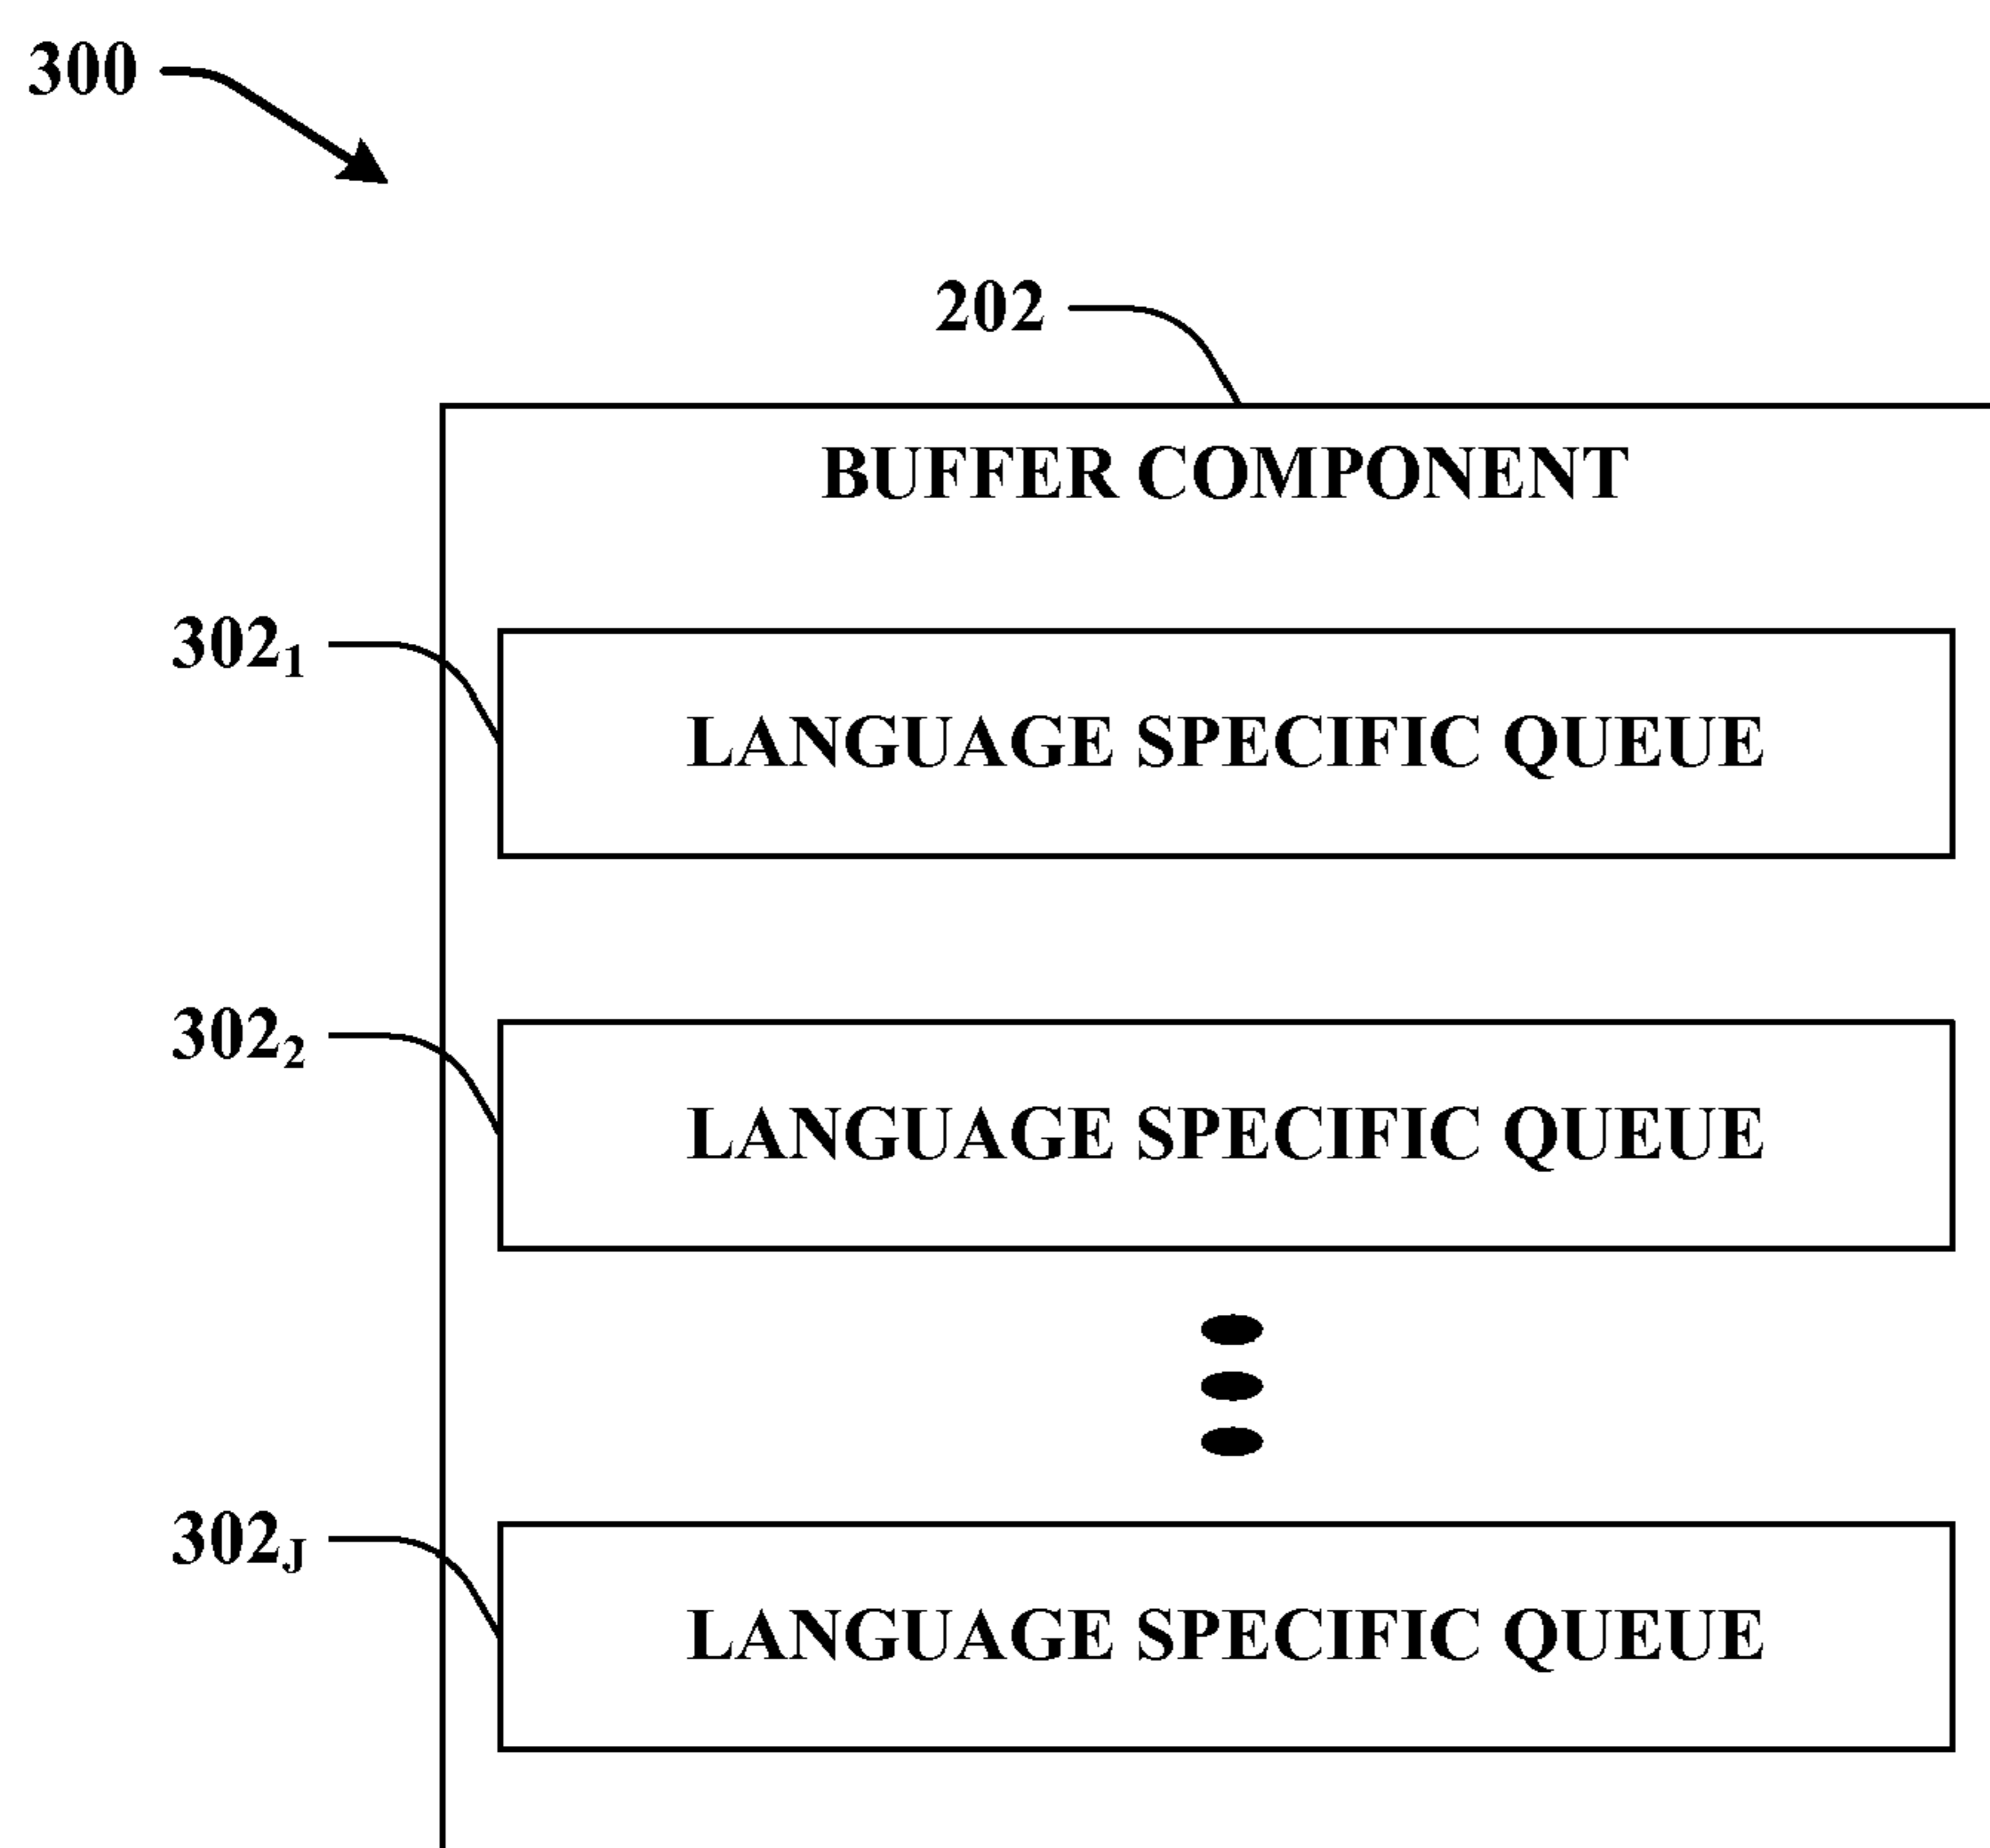 300
202
BUFFER COMPONENT
302₁
LANGUAGE SPECIFIC QUEUE
302₂
LANGUAGE SPECIFIC QUEUE
302J
LANGUAGE SPECIFIC QUEUE